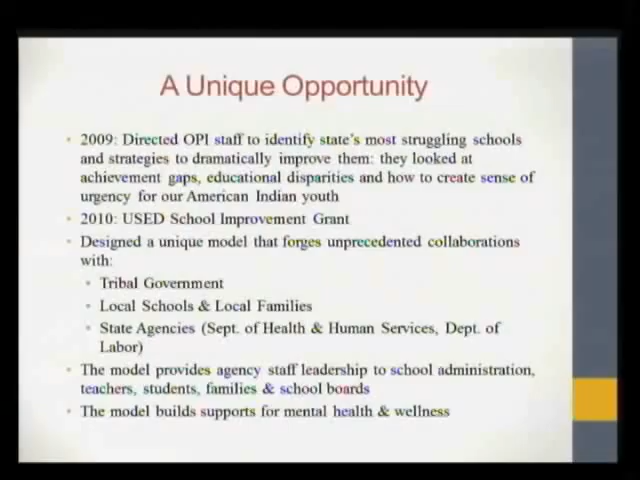 A Unique Opportunity
• 2009: Directed OPI staff to identify state's most struggling schools
and strategies to dramatically improve them: they looked at
achievement gaps, educational disparities and how to create sense of
urgency for our American Indian youth
• 2010: USED School Improvement Grant
• Designed a unique model that forges unprecedented collaborations
with:
• Tribal Government
• Local Schools & Local Families
• State Agencies (Sept. of Health & Human Services, Dept. of
Labor)
• The model provides agency staff leadership to school administration,
teachers, students, families & school boards
• The model builds supports for mental health & wellness